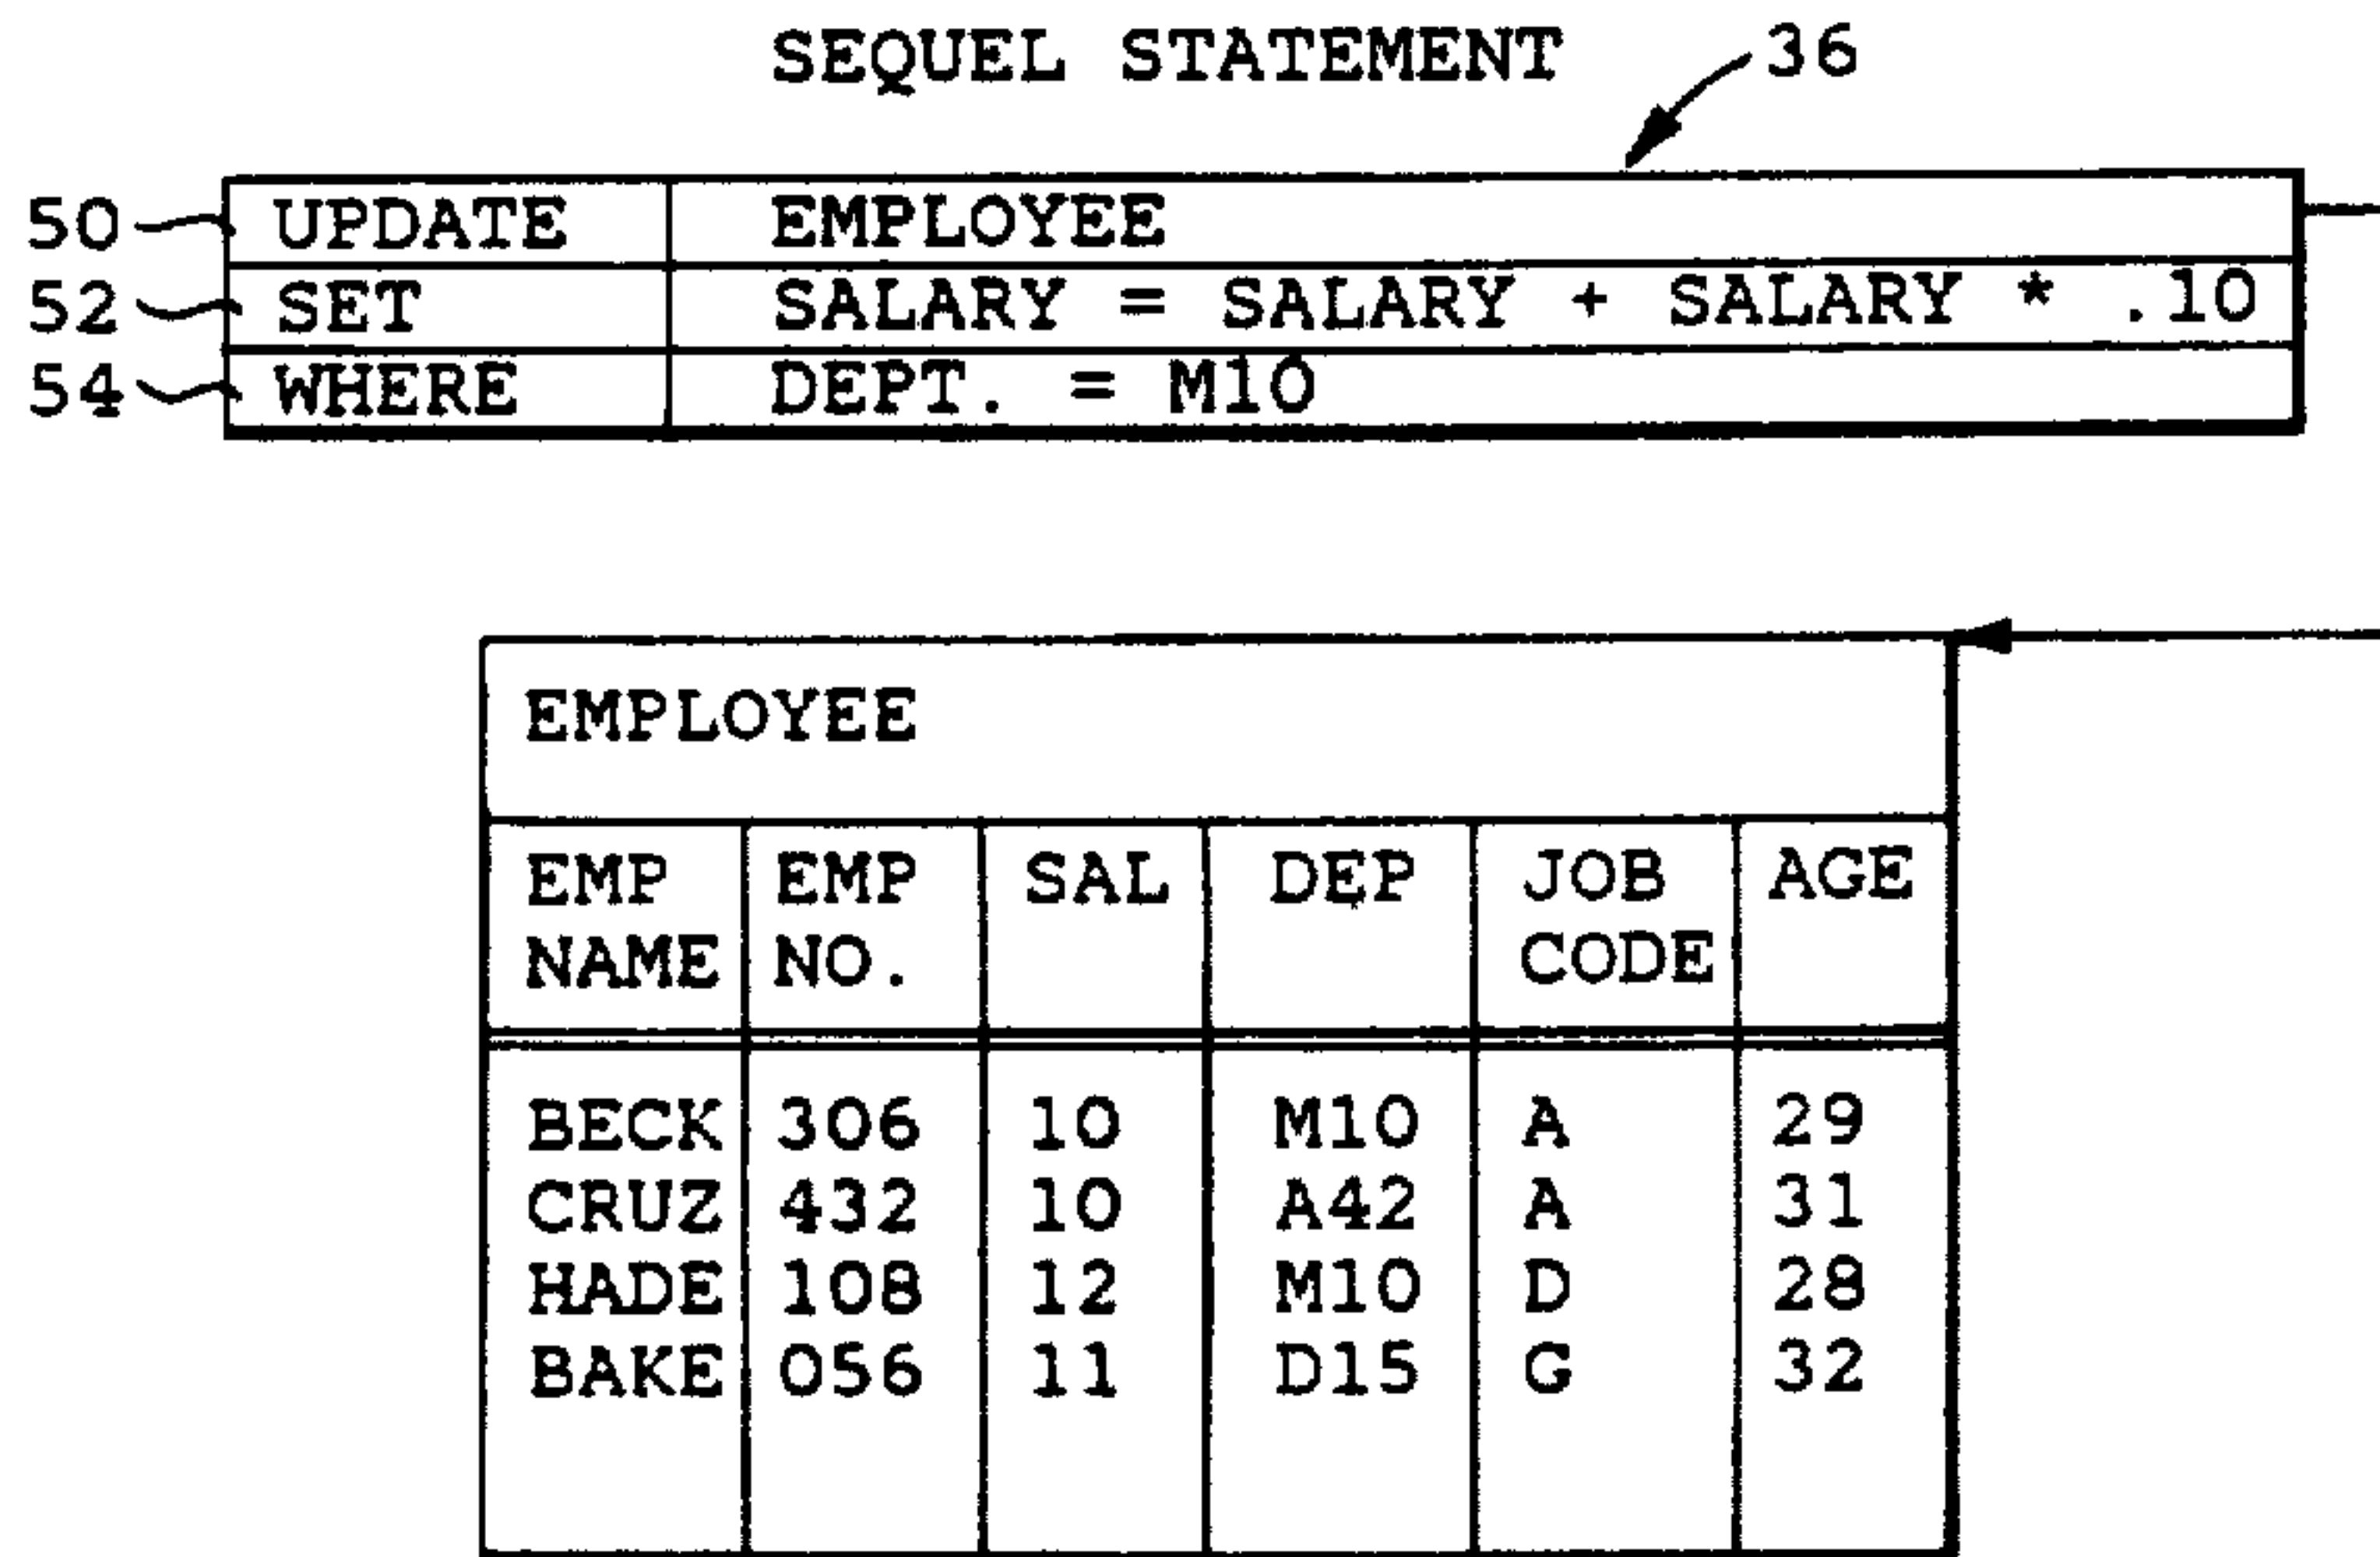 SEQUEL STATEMENT 36
50 UPDATE EMPLOYEE
52 SET SALARY = SALARY + SALARY * .10
54 WHERE DEPT. = M10
EMPLOYEE
EMP EMP SAL DEP JOB AGE
NAME NO. CODE
BECK 306 10 M10 A 29
CRUZ 432 10 A42 A 31
HADE 108 12 M10 D 28
BAKE 056 11 D15 G 32